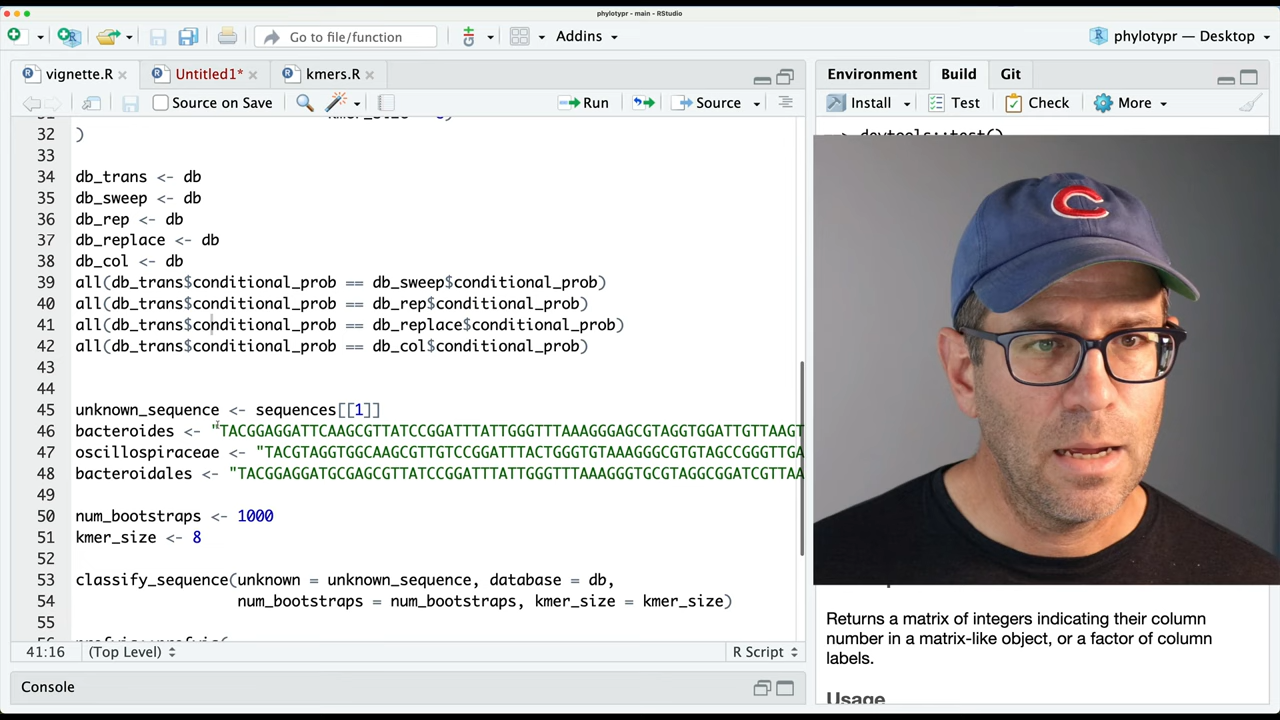 phylotypr - main - RStudio
Go to file/function
Addins
phylotypr — Desktop
vignette.R
Untitled1*
kmers.R
Environment
Build
Git
Source on Save
Run
Source
Install
Test
Check
More
==> devtools::test()
32 )
33
34 db_trans <- db
35 db_sweep <- db
36 db_rep <- db
37 db_replace <- db
38 db_col <- db
39 all(db_trans$conditional_prob == db_sweep$conditional_prob)
40 all(db_trans$conditional_prob == db_rep$conditional_prob)
41 all(db_trans$conditional_prob == db_replace$conditional_prob)
42 all(db_trans$conditional_prob == db_col$conditional_prob)
43
44
45 unknown_sequence <- sequences[[1]]
46 bacteroides <- "TACGGAGGATTCAAGCGTTATCCGGATTTATTGGGTTTAAAGGGAGCGTAGGTGGATTGTTAAGT
47 oscillospiraceae <- "TACGTAGGTGGCAAGCGTTGTCCGGATTTACTGGGTGTAAAGGGCGTGTAGCCGGGTTGA
48 bacteroidales <- "TACGGAGGATGCGAGCGTTATCCGGATTTATTGGGTTTAAAGGGTGCGTAGGCGGATCGTTAA
49
50 num_bootstraps <- 1000
51 kmer_size <- 8
52
53 classify_sequence(unknown = unknown_sequence, database = db,
54 num_bootstraps = num_bootstraps, kmer_size = kmer_size)
55
41:16
(Top Level)
R Script
Console
C
Returns a matrix of integers indicating their column
number in a matrix-like object, or a factor of column
labels.
Usage